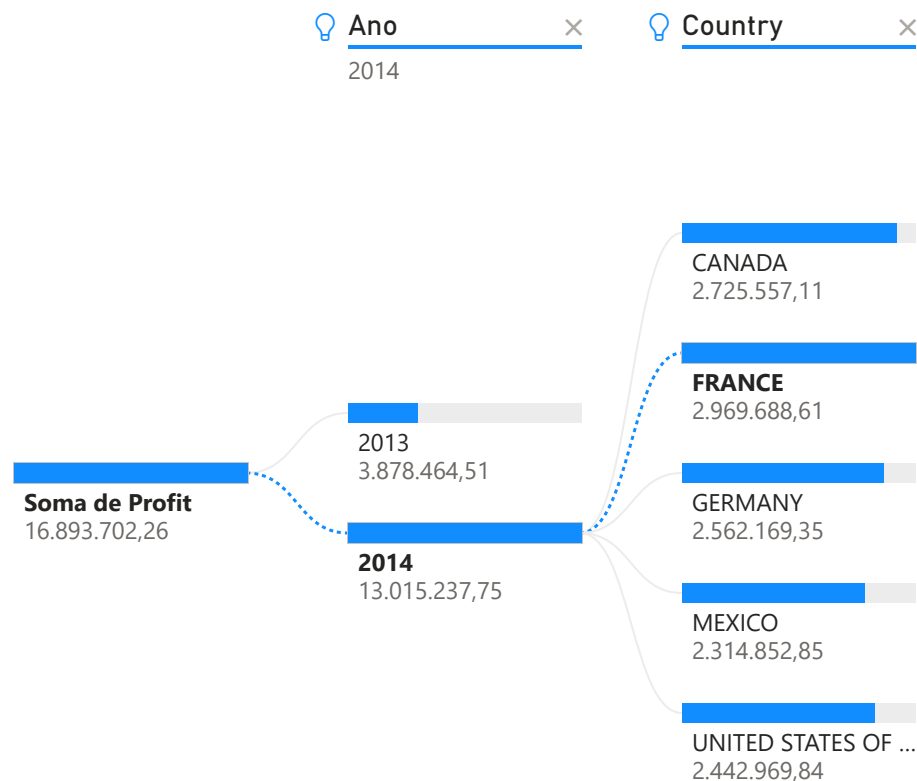 Ano
Country
2014
CANADA
2.725.557,11
FRANCE
2.969.688,61
2013
3.878.464,51
Soma de Profit
16.893.702,26
GERMANY
2.562.169,35
2014
13.015.237,75
MEXICO
2.314.852,85
UNITED STATES OF ...
2.442.969,84